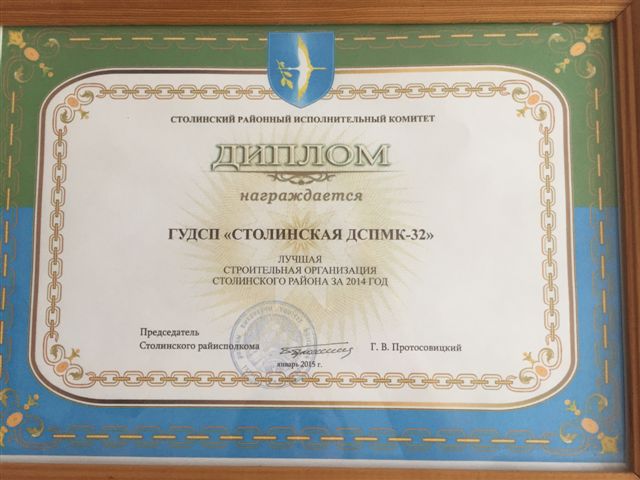 СТОЛИНСКИЙ РАЙОННЫЙ ИСПОЛНИТЕЛЬНЫЙ КОМИТЕТ
ДИПЛОМ
награждается
ГУДСП «СТОЛИНСКАЯ ДСПМК-32»
ЛУЧШАЯ
СТРОИТЕЛЬНАЯ ОРГАНИЗАЦИЯ
СТОЛИНСКОГО РАЙОНА ЗА 2014 ГОД
Председатель
Столинского райисполкома Г. В. Протосовицкий
январь 2015 г.